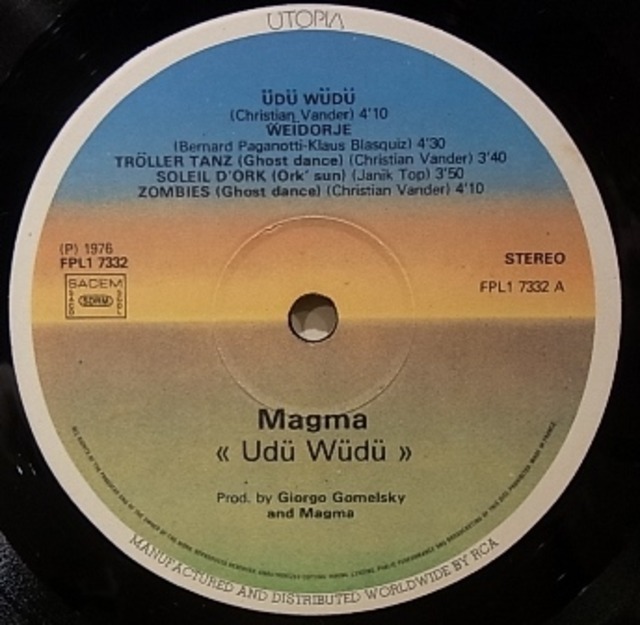 UTOPIA
ÜDÜ WÜDÜ
(Christian Vander) 4'10
WEIDORJE
(Bernard Paganotti-Klaus Blasquiz) 4'30
TRÖLLER TANZ (Ghost dance) (Christian Vander) 3'40
SOLEIL D'ORK (Ork' sun) (Janik Top) 3'50
ZOMBIES (Ghost dance) (Christian Vander) 4'10
(P) 1976
FPL1 7332
SACEM
SACD SDRM SGDL
STEREO
FPL1 7332 A
Magma
« Udü Wüdü »
Prod. by Giorgo Gomelsky
and Magma
MANUFACTURED AND DISTRIBUTED WORLDWIDE BY RCA